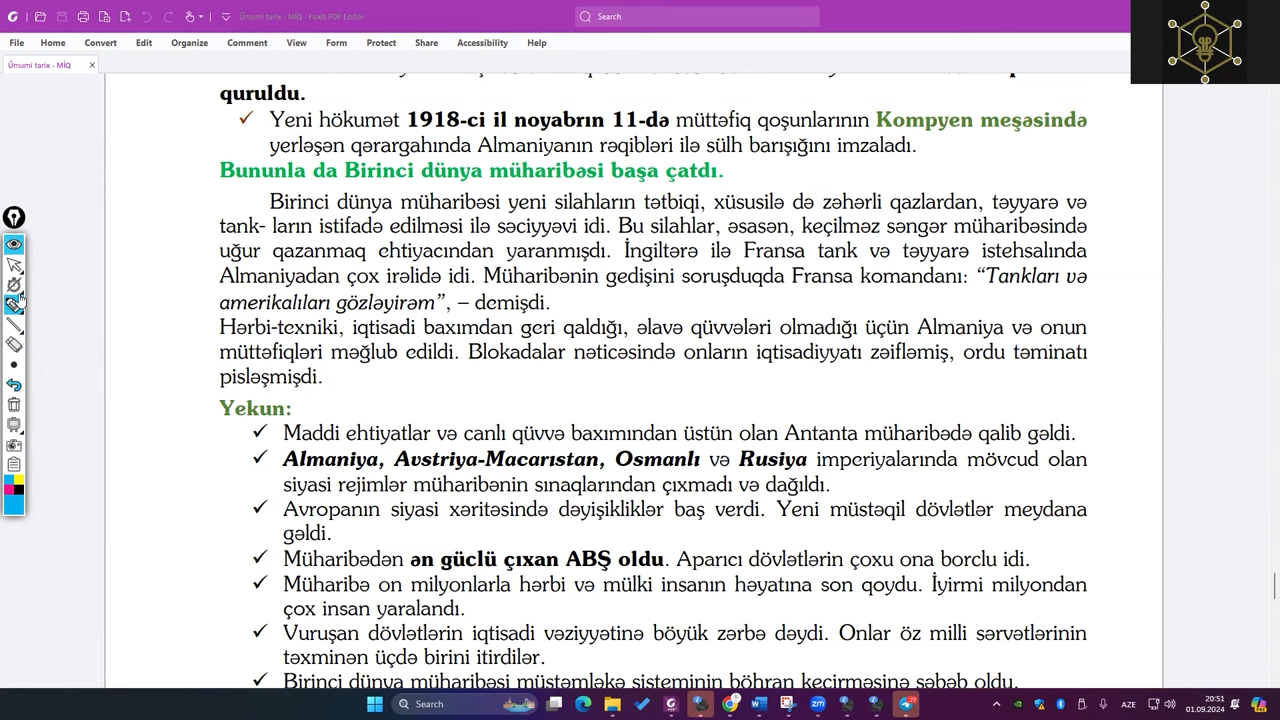 Ümumi tarix - MİQ - Foxit PDF Editor
Search
File Home Convert Edit Organize Comment View Form Protect Share Accessibility Help
Ümumi tarix - MİQ
quruldu.
Yeni hökumət 1918-ci il noyabrın 11-də müttəfiq qoşunlarının Kompyen meşəsində
yerləşən qərargahında Almaniyanın rəqibləri ilə sülh barışığını imzaladı.
Bununla da Birinci dünya müharibəsi başa çatdı.
Birinci dünya müharibəsi yeni silahların tətbiqi, xüsusilə də zəhərli qazlardan, təyyarə və
tank- ların istifadə edilməsi ilə səciyyəvi idi. Bu silahlar, əsasən, keçilməz səngər müharibəsində
uğur qazanmaq ehtiyacından yaranmışdı. İngiltərə ilə Fransa tank və təyyarə istehsalında
Almaniyadan çox irəlidə idi. Müharibənin gedişini soruşduqda Fransa komandanı: “Tankları və
amerikalıları gözləyirəm”, – demişdi.
Hərbi-texniki, iqtisadi baxımdan geri qaldığı, əlavə qüvvələri olmadığı üçün Almaniya və onun
müttəfiqləri məğlub edildi. Blokadalar nəticəsində onların iqtisadiyyatı zəifləmiş, ordu təminatı
pisləşmişdi.
Yekun:
Maddi ehtiyatlar və canlı qüvvə baxımından üstün olan Antanta müharibədə qalib gəldi.
Almaniya, Avstriya-Macarıstan, Osmanlı və Rusiya imperiyalarında mövcud olan
siyasi rejimlər müharibənin sınaqlarından çıxmadı və dağıldı.
Avropanın siyasi xəritəsində dəyişikliklər baş verdi. Yeni müstəqil dövlətlər meydana
gəldi.
Müharibədən ən güclü çıxan ABŞ oldu. Aparıcı dövlətlərin çoxu ona borclu idi.
Müharibə on milyonlarla hərbi və mülki insanın həyatına son qoydu. İyirmi milyondan
çox insan yaralandı.
Vuruşan dövlətlərin iqtisadi vəziyyətinə böyük zərbə dəydi. Onlar öz milli sərvətlərinin
təxminən üçdə birini itirdilər.
Birinci dünya müharibəsi müstəmləkə sisteminin böhran keçirməsinə səbəb oldu.
Search
AZE
20:51
01.09.2024